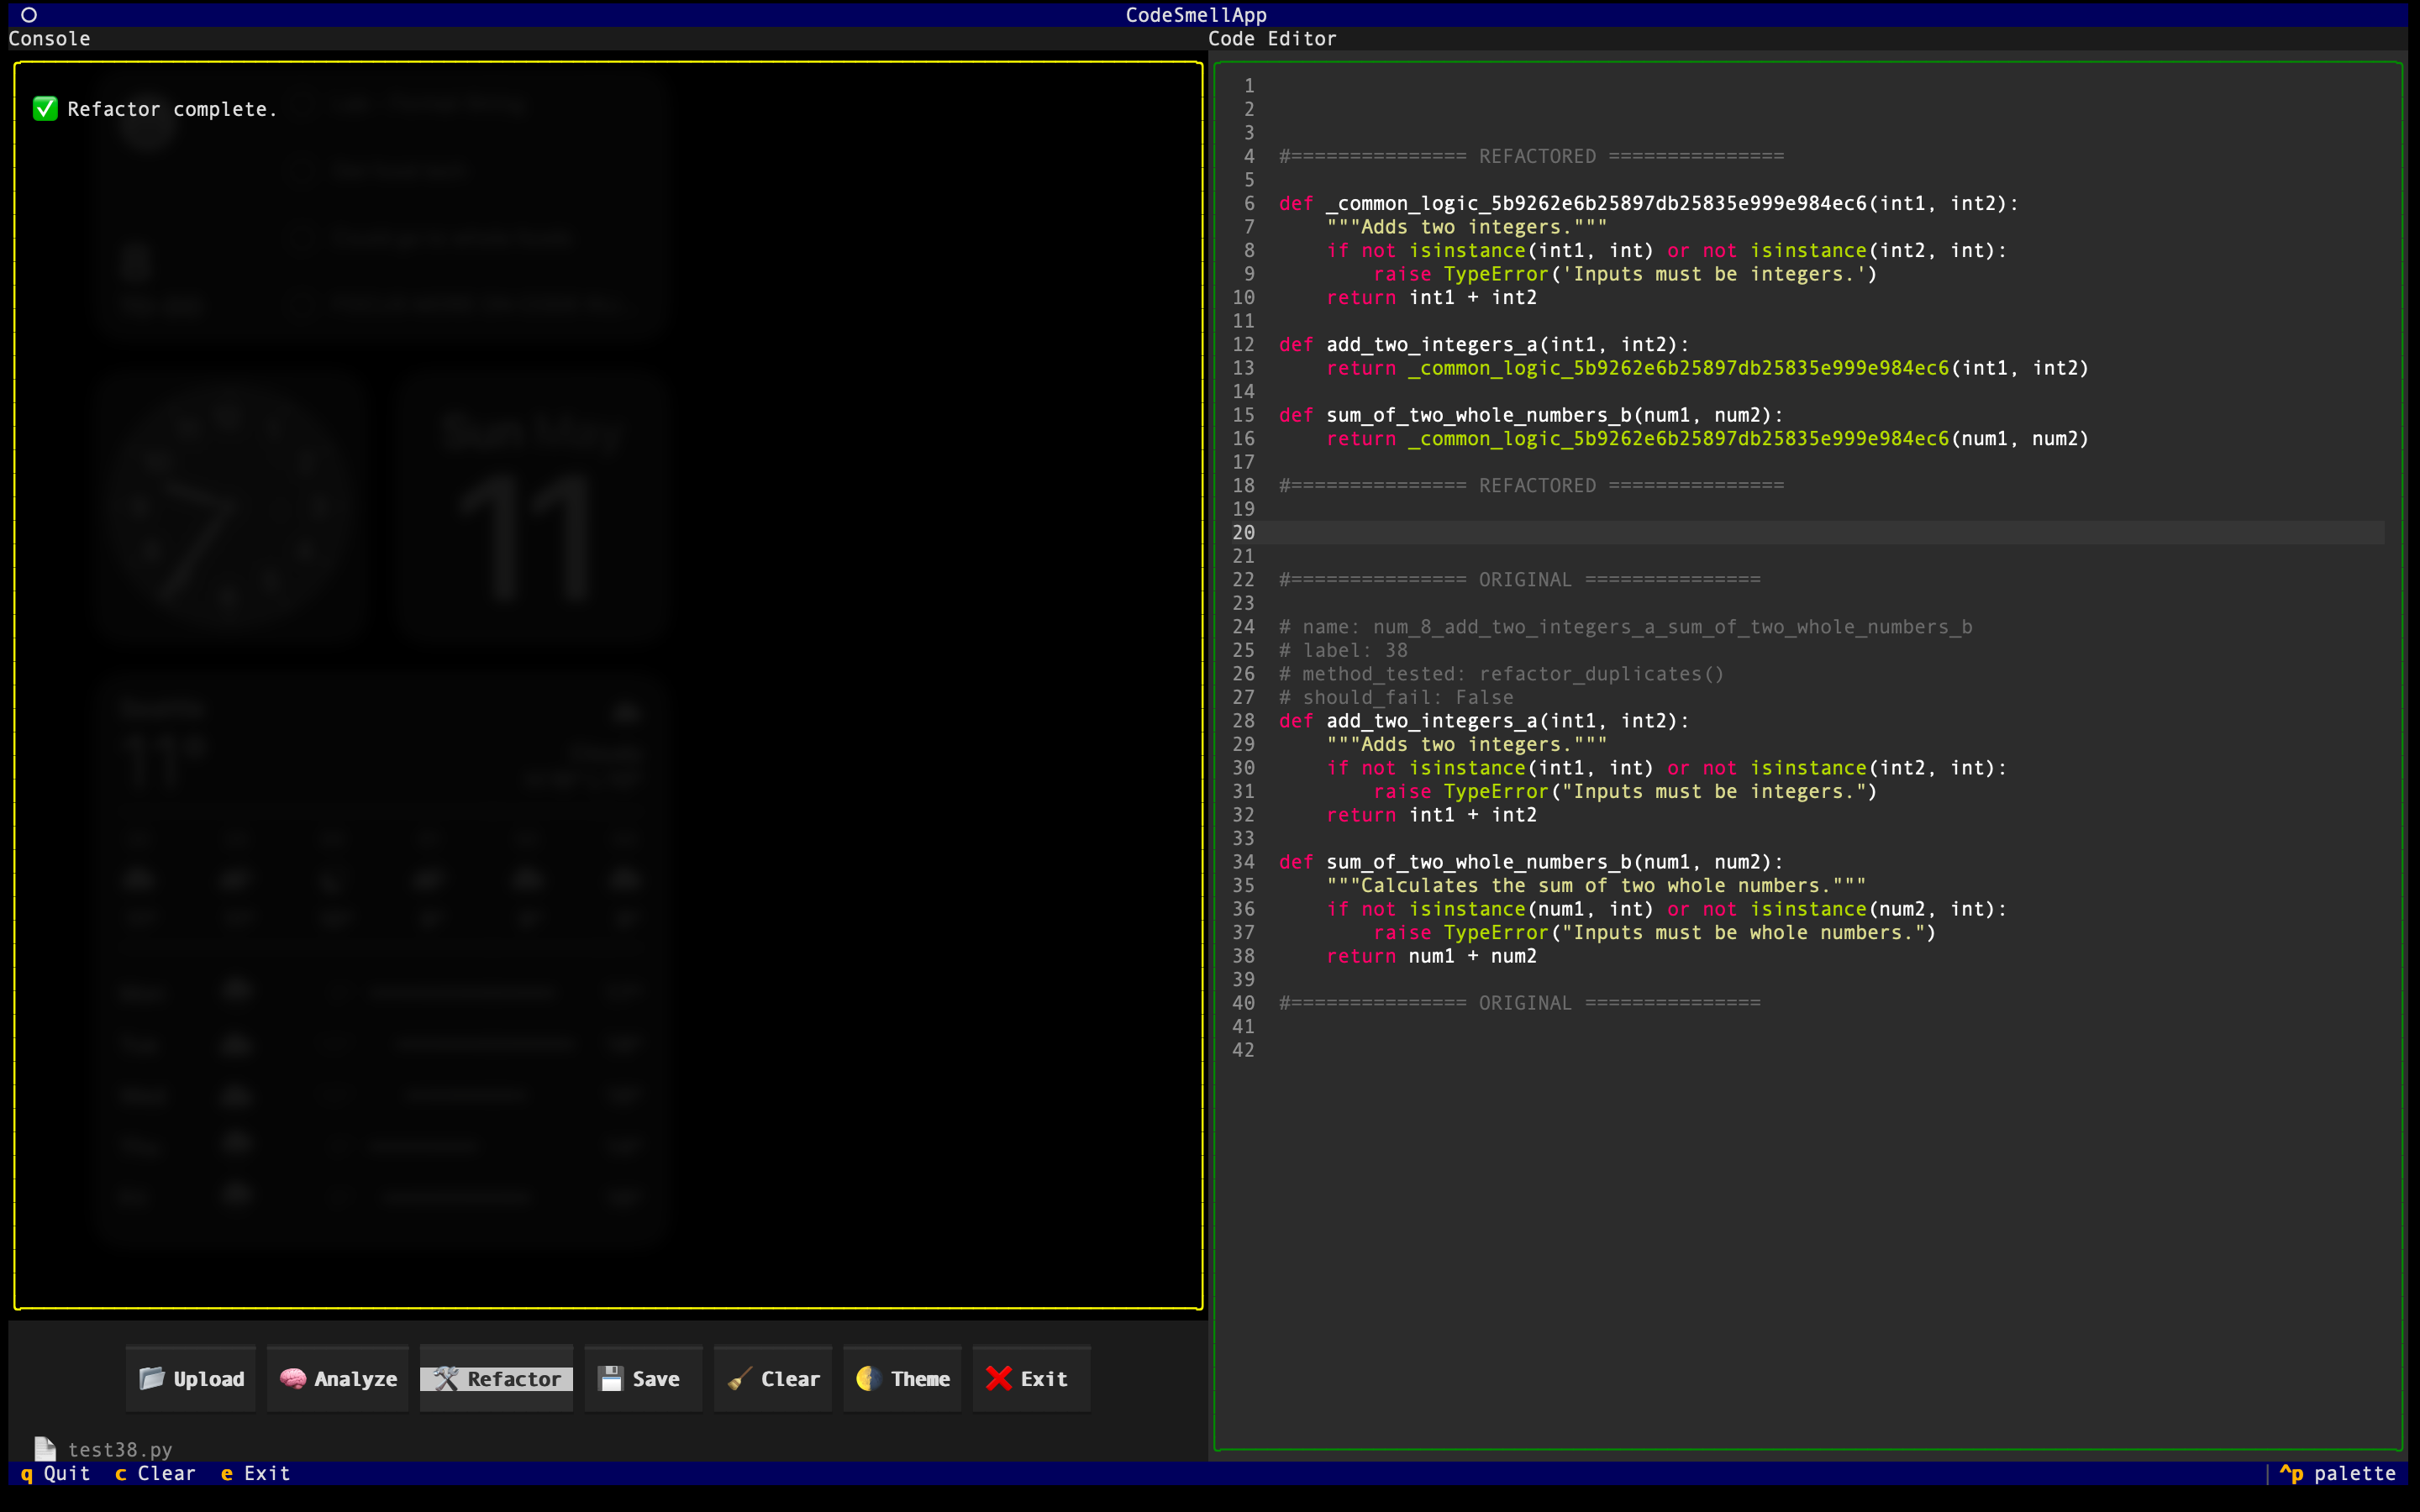 CodeSmellApp
Console
✅ Refactor complete.
Sun May
11
11°
Code Editor
1
2
3
4 #=============== REFACTORED ===============
5
6 def _common_logic_5b9262e6b25897db25835e999e984ec6(int1, int2):
7     """Adds two integers."""
8     if not isinstance(int1, int) or not isinstance(int2, int):
9         raise TypeError('Inputs must be integers.')
10     return int1 + int2
11
12 def add_two_integers_a(int1, int2):
13     return _common_logic_5b9262e6b25897db25835e999e984ec6(int1, int2)
14
15 def sum_of_two_whole_numbers_b(num1, num2):
16     return _common_logic_5b9262e6b25897db25835e999e984ec6(num1, num2)
17
18 #=============== REFACTORED ===============
19
20
21
22 #=============== ORIGINAL ===============
23
24 # name: num_8_add_two_integers_a_sum_of_two_whole_numbers_b
25 # label: 38
26 # method_tested: refactor_duplicates()
27 # should_fail: False
28 def add_two_integers_a(int1, int2):
29     """Adds two integers."""
30     if not isinstance(int1, int) or not isinstance(int2, int):
31         raise TypeError("Inputs must be integers.")
32     return int1 + int2
33
34 def sum_of_two_whole_numbers_b(num1, num2):
35     """Calculates the sum of two whole numbers."""
36     if not isinstance(num1, int) or not isinstance(num2, int):
37         raise TypeError("Inputs must be whole numbers.")
38     return num1 + num2
39
40 #=============== ORIGINAL ===============
41
42
Upload Analyze Refactor Save Clear Theme Exit
test38.py
q Quit c Clear e Exit ^p palette